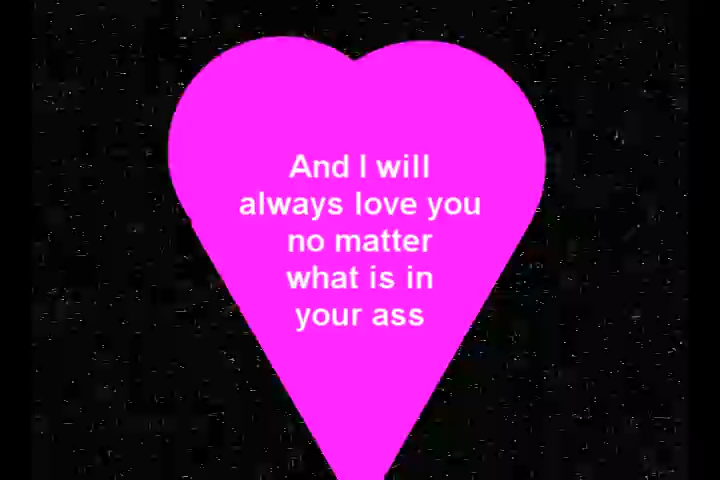 And I will
always love you
no matter
what is in
your ass